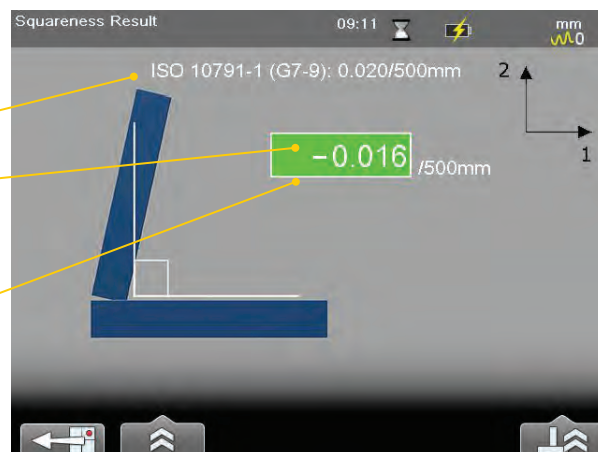 Squareness Result 09:11 mm
0
ISO 10791-1 (G7-9): 0.020/500mm 2
-0.016 /500mm
1